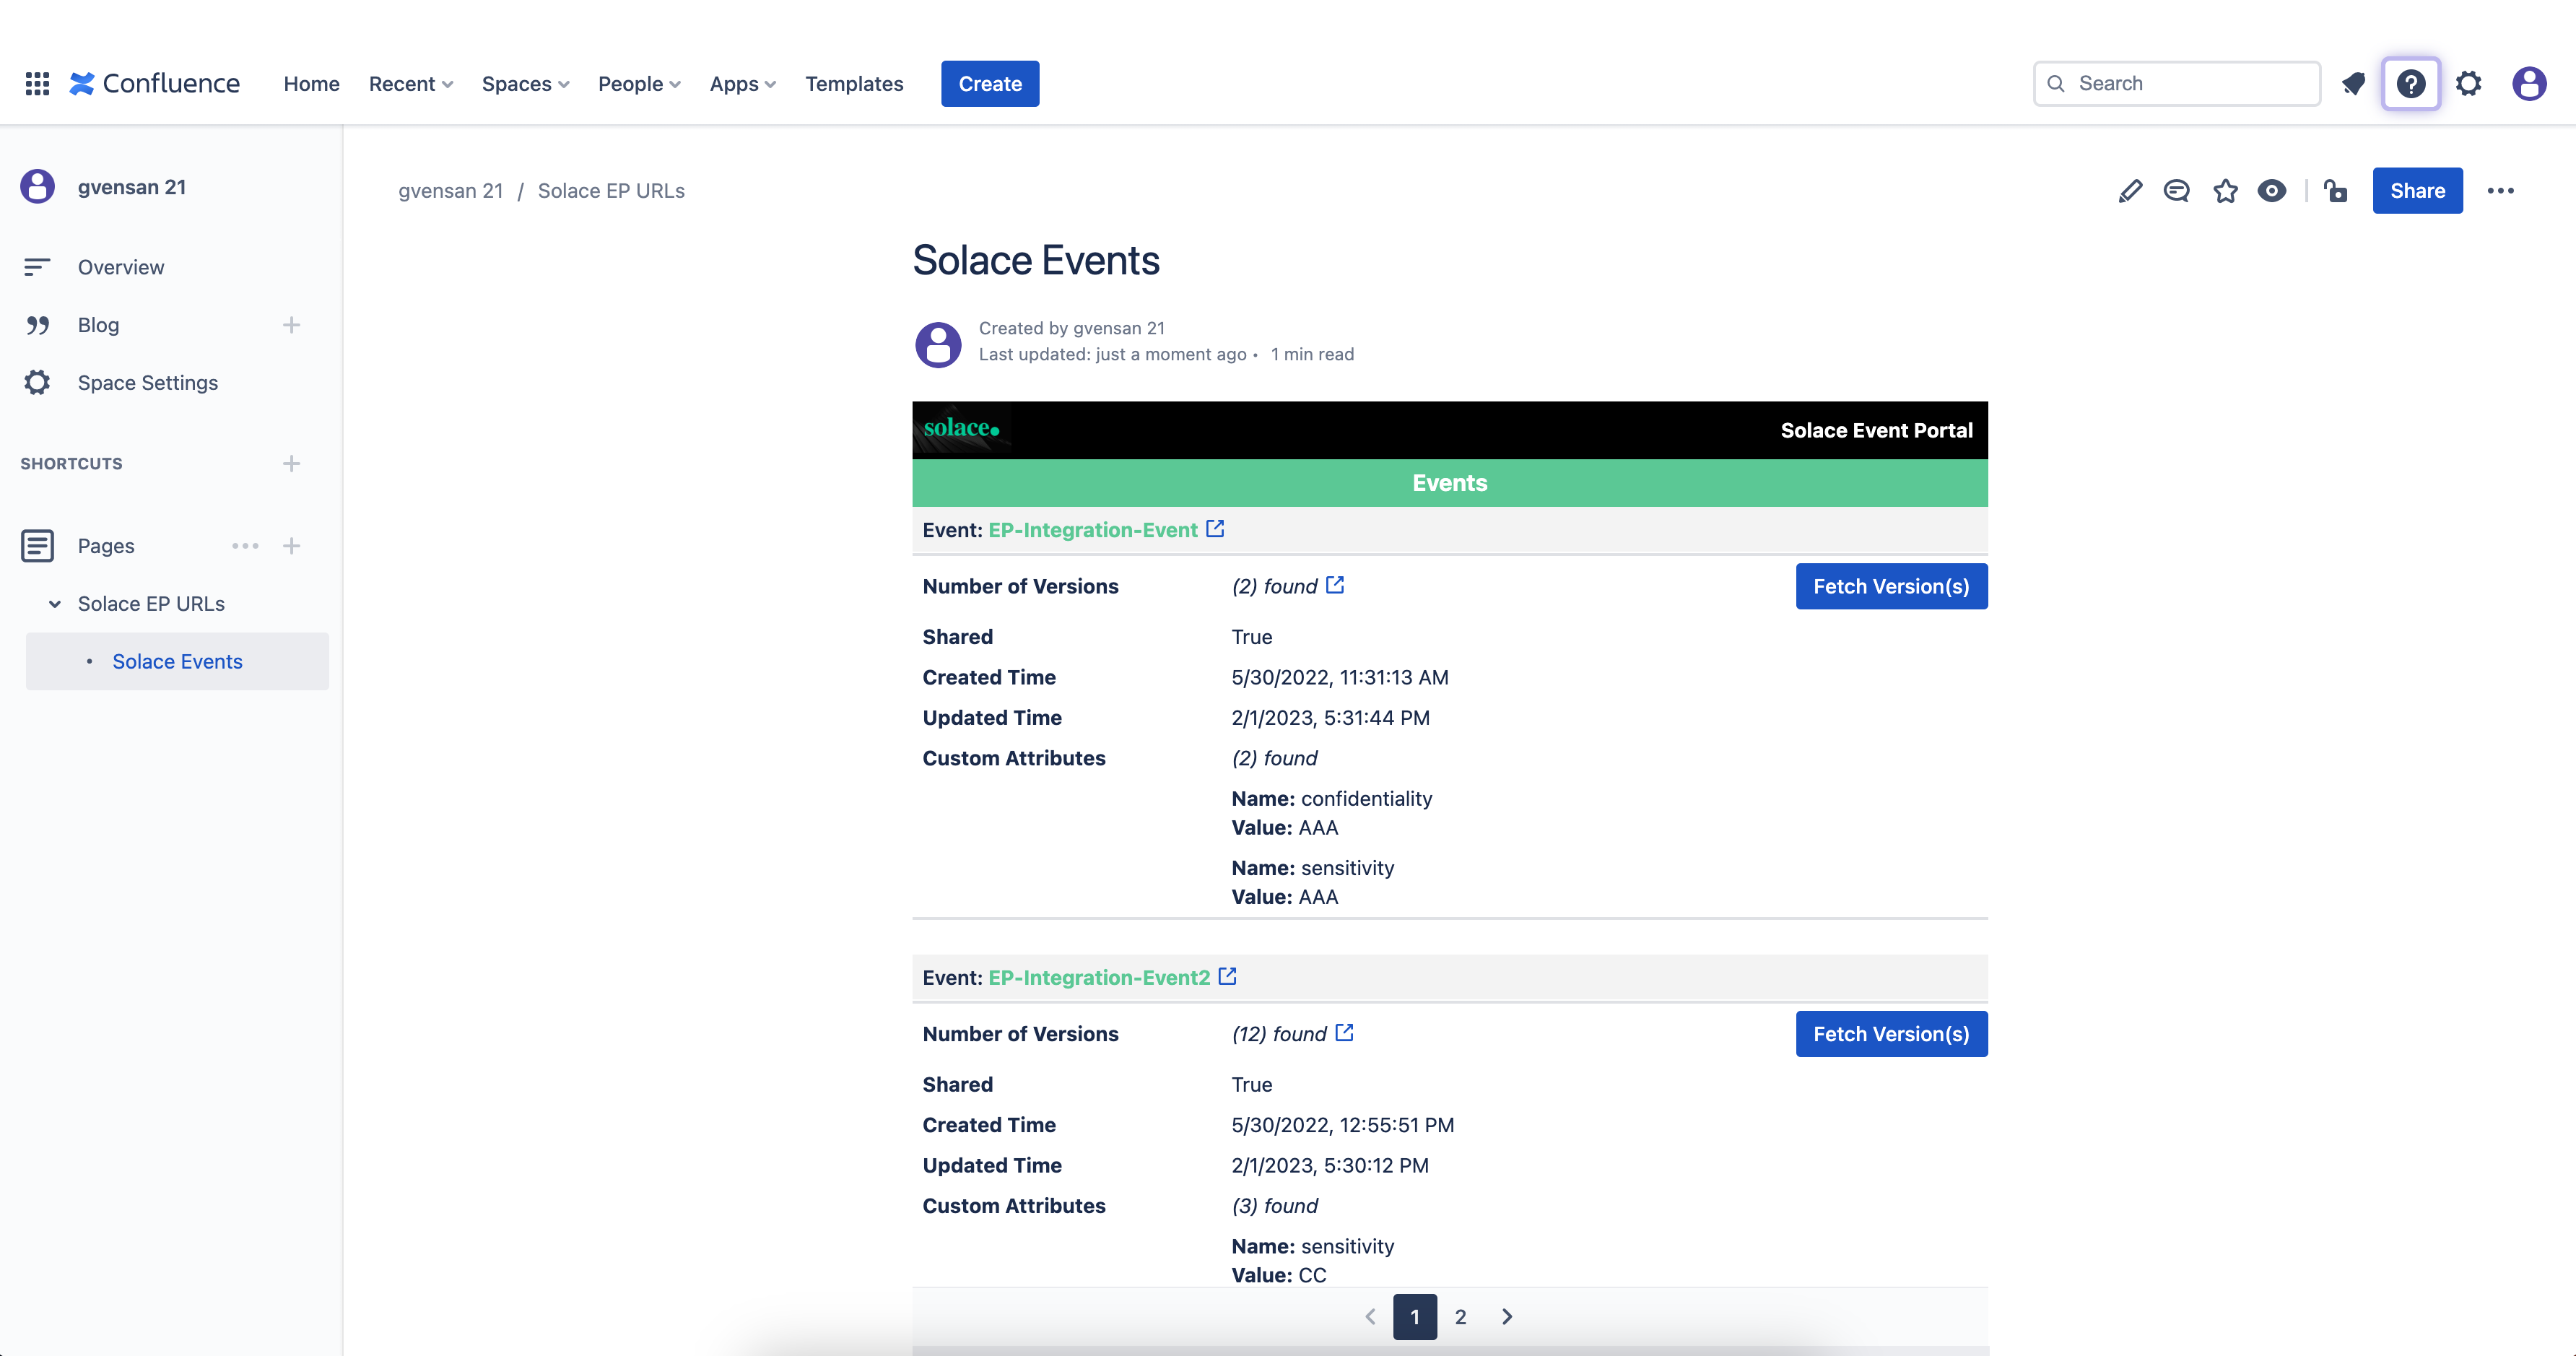 Confluence Home Recent Spaces People Apps Templates Create Search
gvensan 21
Overview
Blog
Space Settings
SHORTCUTS
Pages
Solace EP URLs
• Solace Events
gvensan 21 / Solace EP URLs Share
Solace Events
Created by gvensan 21
Last updated: just a moment ago • 1 min read
solace. Solace Event Portal
Events
Event: EP-Integration-Event
Number of Versions (2) found Fetch Version(s)
Shared True
Created Time 5/30/2022, 11:31:13 AM
Updated Time 2/1/2023, 5:31:44 PM
Custom Attributes (2) found
Name: confidentiality
Value: AAA
Name: sensitivity
Value: AAA
Event: EP-Integration-Event2
Number of Versions (12) found Fetch Version(s)
Shared True
Created Time 5/30/2022, 12:55:51 PM
Updated Time 2/1/2023, 5:30:12 PM
Custom Attributes (3) found
Name: sensitivity
Value: CC
1 2